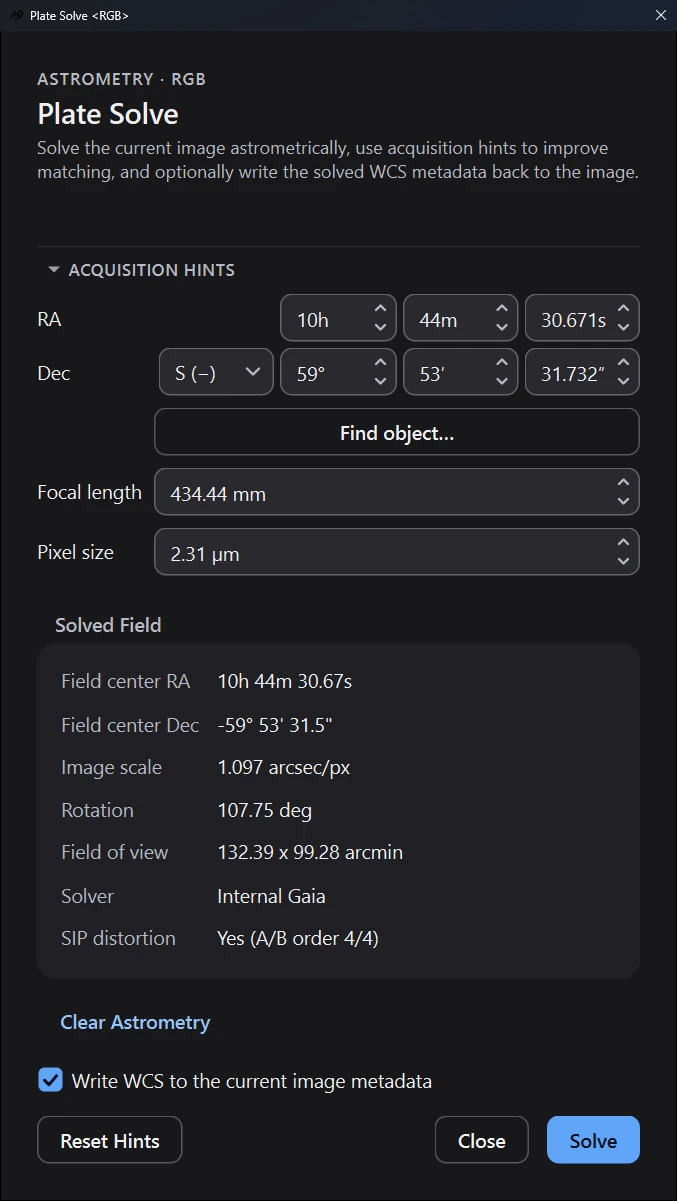 Plate Solve <RGB>
ASTROMETRY · RGB
Plate Solve
Solve the current image astrometrically, use acquisition hints to improve
matching, and optionally write the solved WCS metadata back to the image.
ACQUISITION HINTS
RA 10h 44m 30.671s
Dec S (−) 59° 53′ 31.732″
Find object...
Focal length 434.44 mm
Pixel size 2.31 µm
Solved Field
Field center RA 10h 44m 30.67s
Field center Dec -59° 53' 31.5"
Image scale 1.097 arcsec/px
Rotation 107.75 deg
Field of view 132.39 x 99.28 arcmin
Solver Internal Gaia
SIP distortion Yes (A/B order 4/4)
Clear Astrometry
Write WCS to the current image metadata
Reset Hints Close Solve